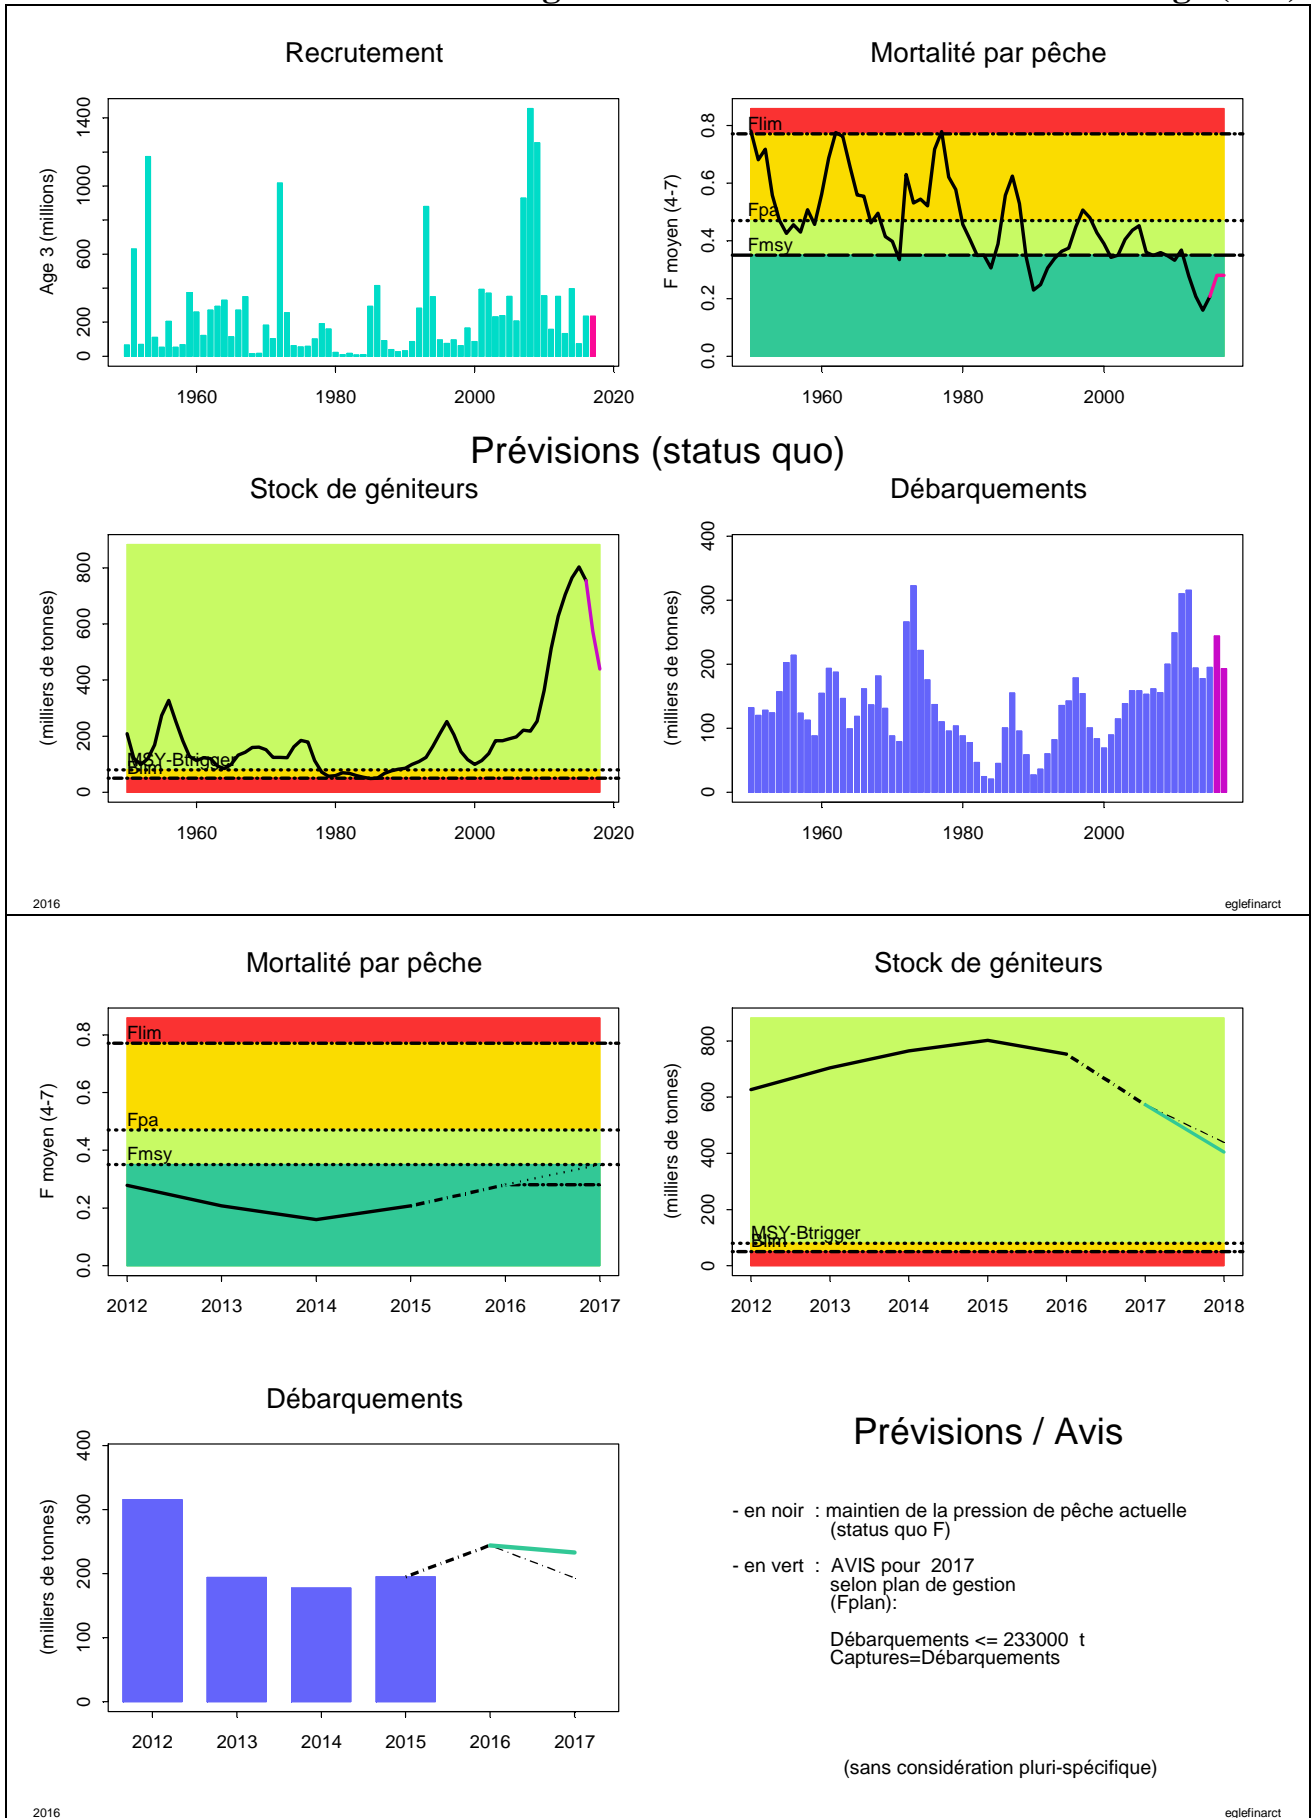 Recrutement
Age 3 (millions)
0 200 600 1000 1400
1960 1980 2000 2020
Mortalité par pêche
F moyen (4-7)
0.0 0.2 0.4 0.6 0.8
Flim
Fpa
Fmsy
1960 1980 2000
Prévisions (status quo)
Stock de géniteurs
(milliers de tonnes)
0 200 400 600 800
MSY-Btrigger
Blim
1960 1980 2000 2020
Débarquements
(milliers de tonnes)
0 100 200 300 400
1960 1980 2000
2016
eglefinarct
Mortalité par pêche
F moyen (4-7)
0.0 0.2 0.4 0.6 0.8
Flim
Fpa
Fmsy
2012 2013 2014 2015 2016 2017
Stock de géniteurs
(milliers de tonnes)
0 200 400 600 800
MSY-Btrigger
Blim
2012 2013 2014 2015 2016 2017 2018
Débarquements
(milliers de tonnes)
0 100 200 300 400
2012 2013 2014 2015 2016 2017
Prévisions / Avis
- en noir : maintien de la pression de pêche actuelle
(status quo F)
- en vert : AVIS pour 2017
selon plan de gestion
(Fplan):
Débarquements <= 233000 t
Captures=Débarquements
(sans considération pluri-spécifique)
2016
eglefinarct